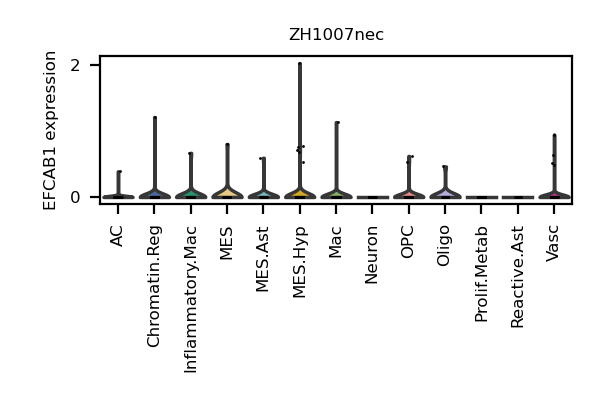 ZH1007nec
EFCAB1 expression
2
0
AC
Chromatin.Reg
Inflammatory.Mac
MES
MES.Ast
MES.Hyp
Mac
Neuron
OPC
Oligo
Prolif.Metab
Reactive.Ast
Vasc